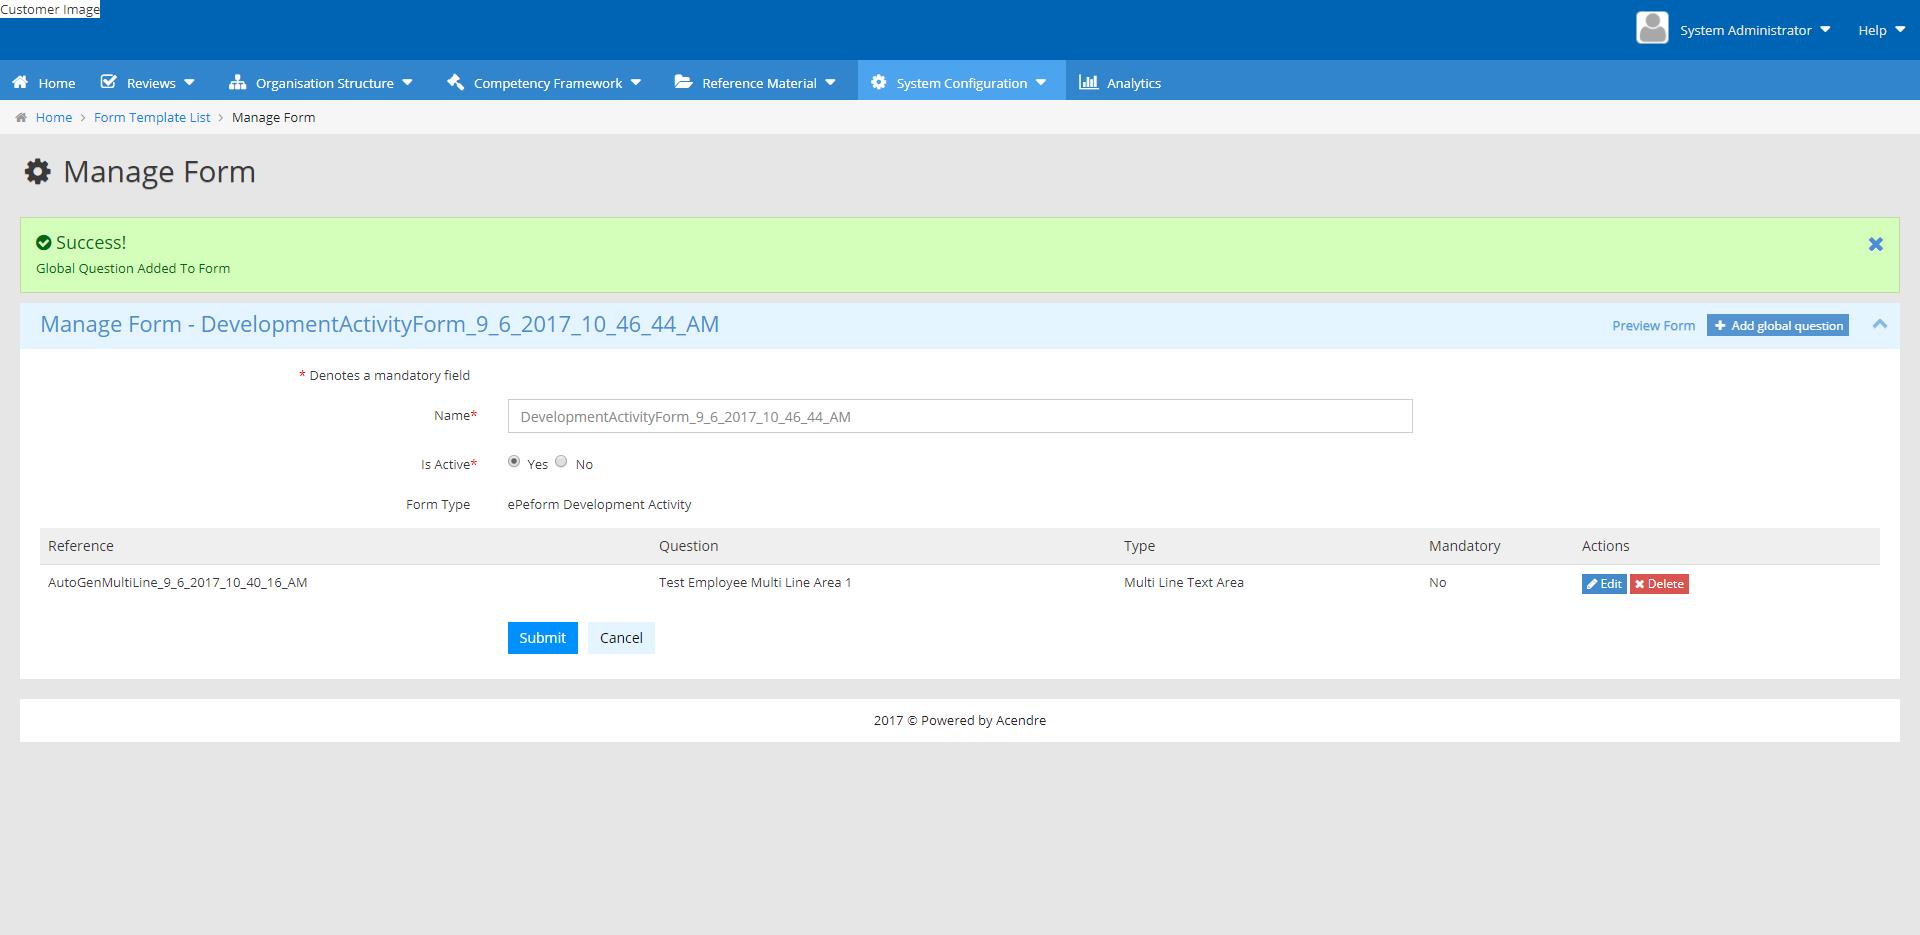 Customer Image
System Administrator
Help
Home
Reviews
Organisation Structure
Competency Framework
Reference Material
System Configuration
Analytics
Home > Form Template List > Manage Form
Manage Form
Success!
Global Question Added To Form
Manage Form - DevelopmentActivityForm_9_6_2017_10_46_44_AM
Preview Form
Add global question
* Denotes a mandatory field
Name*
DevelopmentActivityForm_9_6_2017_10_46_44_AM
Is Active*
Yes No
Form Type
ePeform Development Activity
Reference Question Type Mandatory Actions
AutoGenMultiLine_9_6_2017_10_40_16_AM Test Employee Multi Line Area 1 Multi Line Text Area No Edit Delete
Submit Cancel
2017 © Powered by Acendre